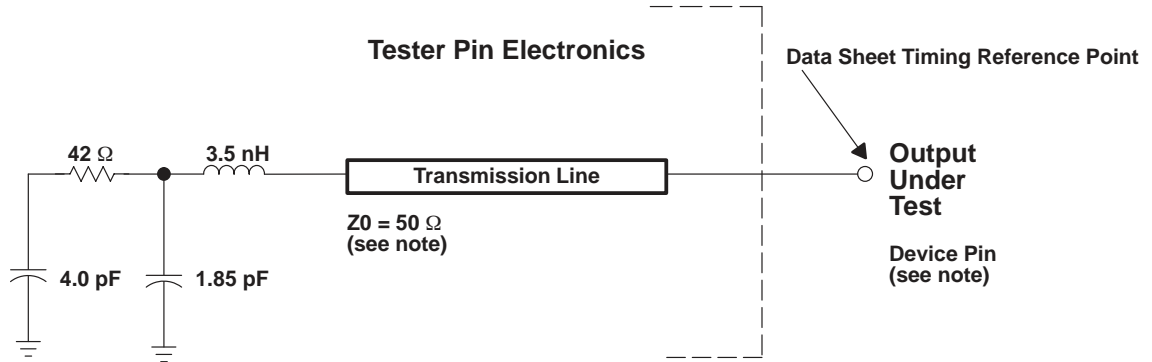 Tester Pin Electronics
Data Sheet Timing Reference Point
42 Ω
3.5 nH
Transmission Line
Output
Under
Test
Z0 = 50 Ω
(see note)
Device Pin
(see note)
4.0 pF
1.85 pF